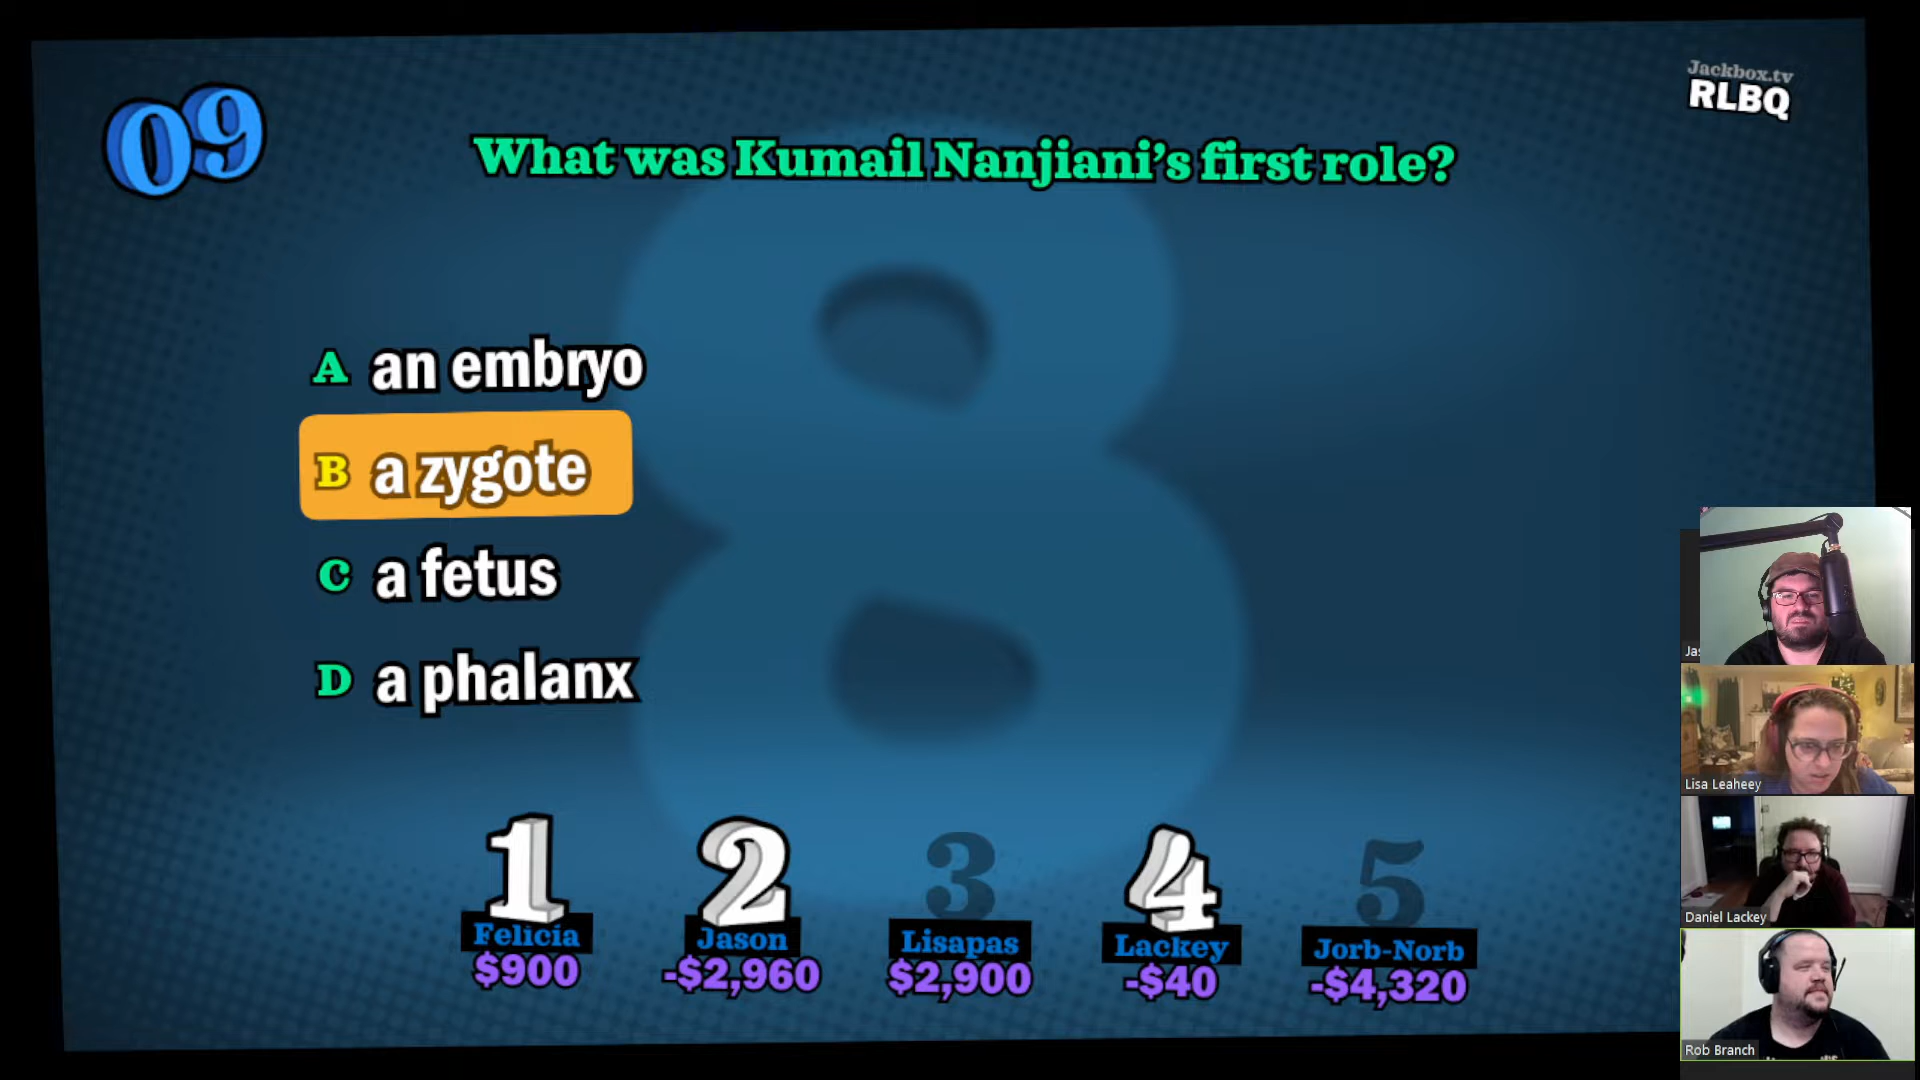 09
Jackbox.tv
RLBQ
What was Kumail Nanjiani's first role?
A an embryo
B a zygote
C a fetus
D a phalanx
8
1 2 3 4 5
Felicia Jason Lisapas Lackey Jorb-Norb
$900 -$2,960 $2,900 -$40 -$4,320
Jas
Lisa Leaheey
Daniel Lackey
Rob Branch